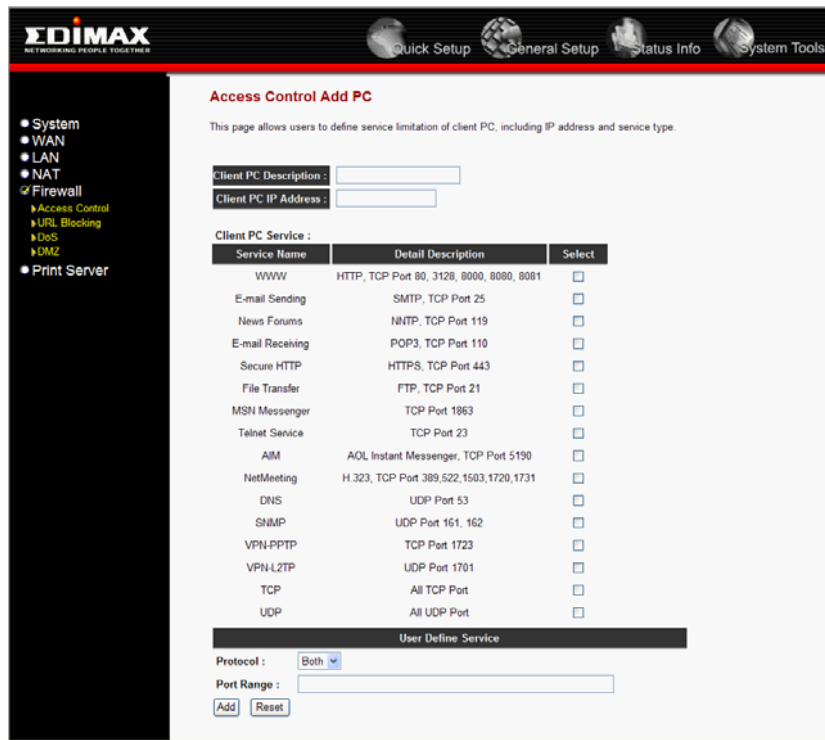 EDIMAX
NETWORKING PEOPLE TOGETHER
Quick Setup General Setup Status Info System Tools
System
WAN
LAN
NAT
Firewall
Access Control
URL Blocking
DoS
DMZ
Print Server
Access Control Add PC
This page allows users to define service limitation of client PC, including IP address and service type.
Client PC Description :
Client PC IP Address :
Client PC Service :
Service Name Detail Description Select
WWW HTTP, TCP Port 80, 3128, 8000, 8080, 8081
E-mail Sending SMTP, TCP Port 25
News Forums NNTP, TCP Port 119
E-mail Receiving POP3, TCP Port 110
Secure HTTP HTTPS, TCP Port 443
File Transfer FTP, TCP Port 21
MSN Messenger TCP Port 1863
Telnet Service TCP Port 23
AIM AOL Instant Messenger, TCP Port 5190
NetMeeting H.323, TCP Port 389,522,1503,1720,1731
DNS UDP Port 53
SNMP UDP Port 161, 162
VPN-PPTP TCP Port 1723
VPN-L2TP UDP Port 1701
TCP All TCP Port
UDP All UDP Port
User Define Service
Protocol : Both
Port Range :
Add Reset